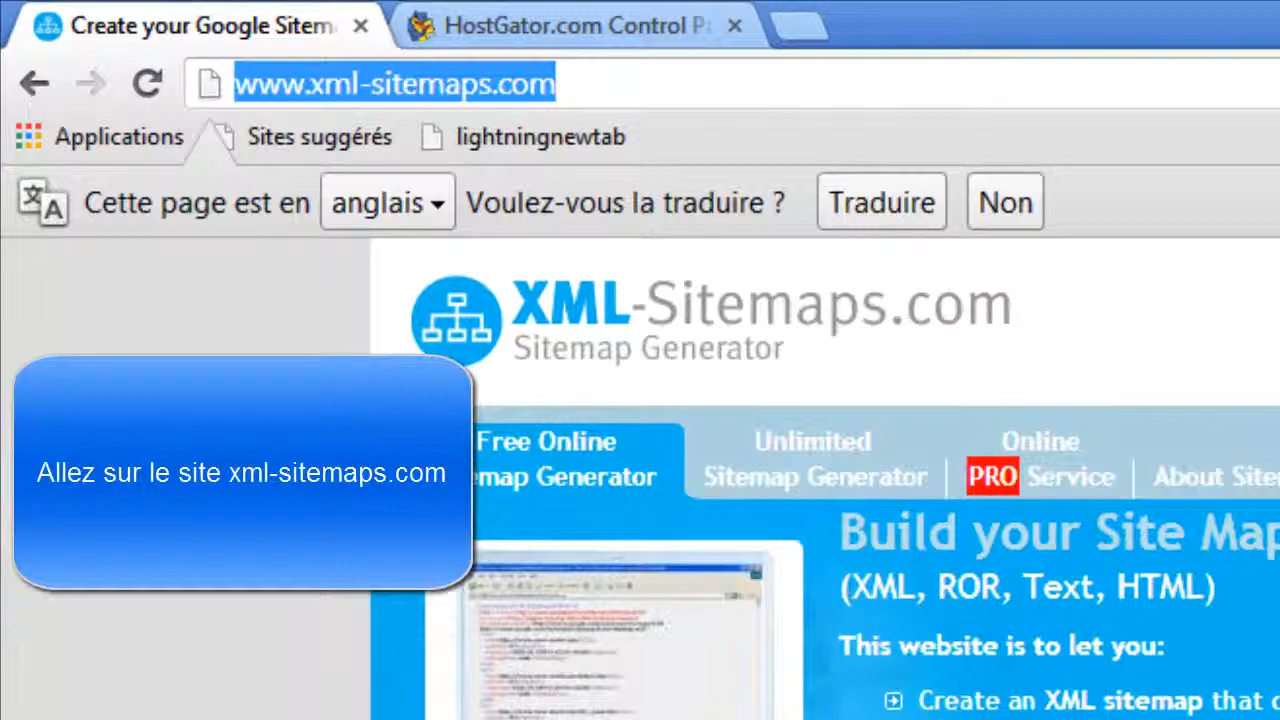 Create your Google Sitem
HostGator.com Control P
www.xml-sitemaps.com
Applications
Sites suggérés
lightningnewtab
Cette page est en
anglais
Voulez-vous la traduire ?
Traduire
Non
XML-Sitemaps.com
Sitemap Generator
Allez sur le site xml-sitemaps.com
Free Online
map Generator
Unlimited
Sitemap Generator
Online
PRO Service
About Site
Build your Site Map
(XML, ROR, Text, HTML)
This website is to let you:
Create an XML sitemap that